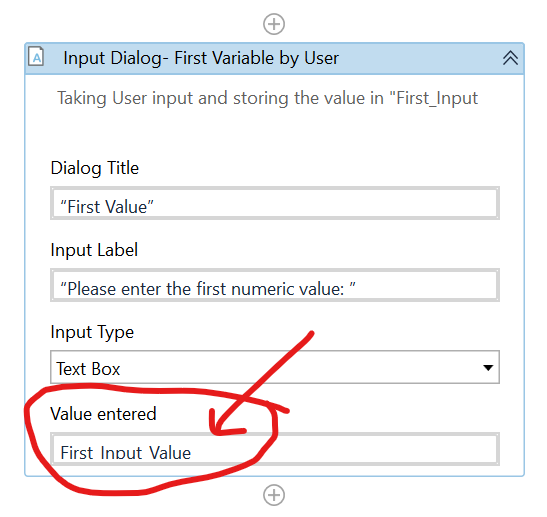 A
Input Dialog- First Variable by User
Taking User input and storing the value in "First_Input
Dialog Title
“First Value”
Input Label
“Please enter the first numeric value: ”
Input Type
Text Box
Value entered
First_Input_Value